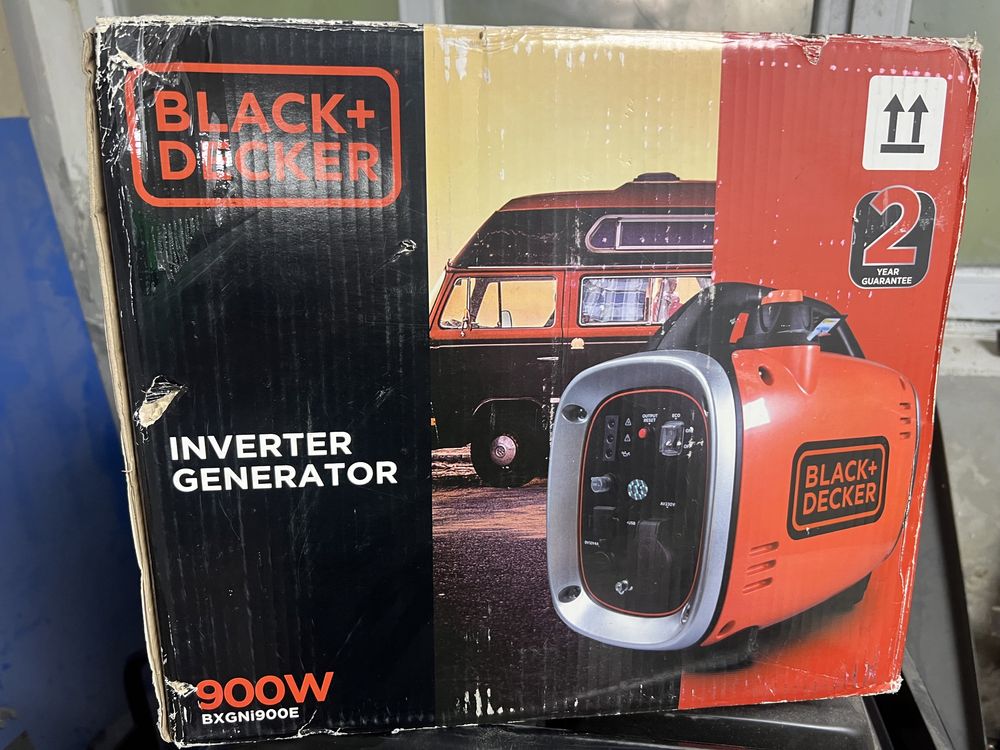 BLACK+
DECKER
2
YEAR
GUARANTEE
OUTPUT
RESET
ECO
USB
BLACK+
DECKER
INVERTER
GENERATOR
900W
BXGNi900E